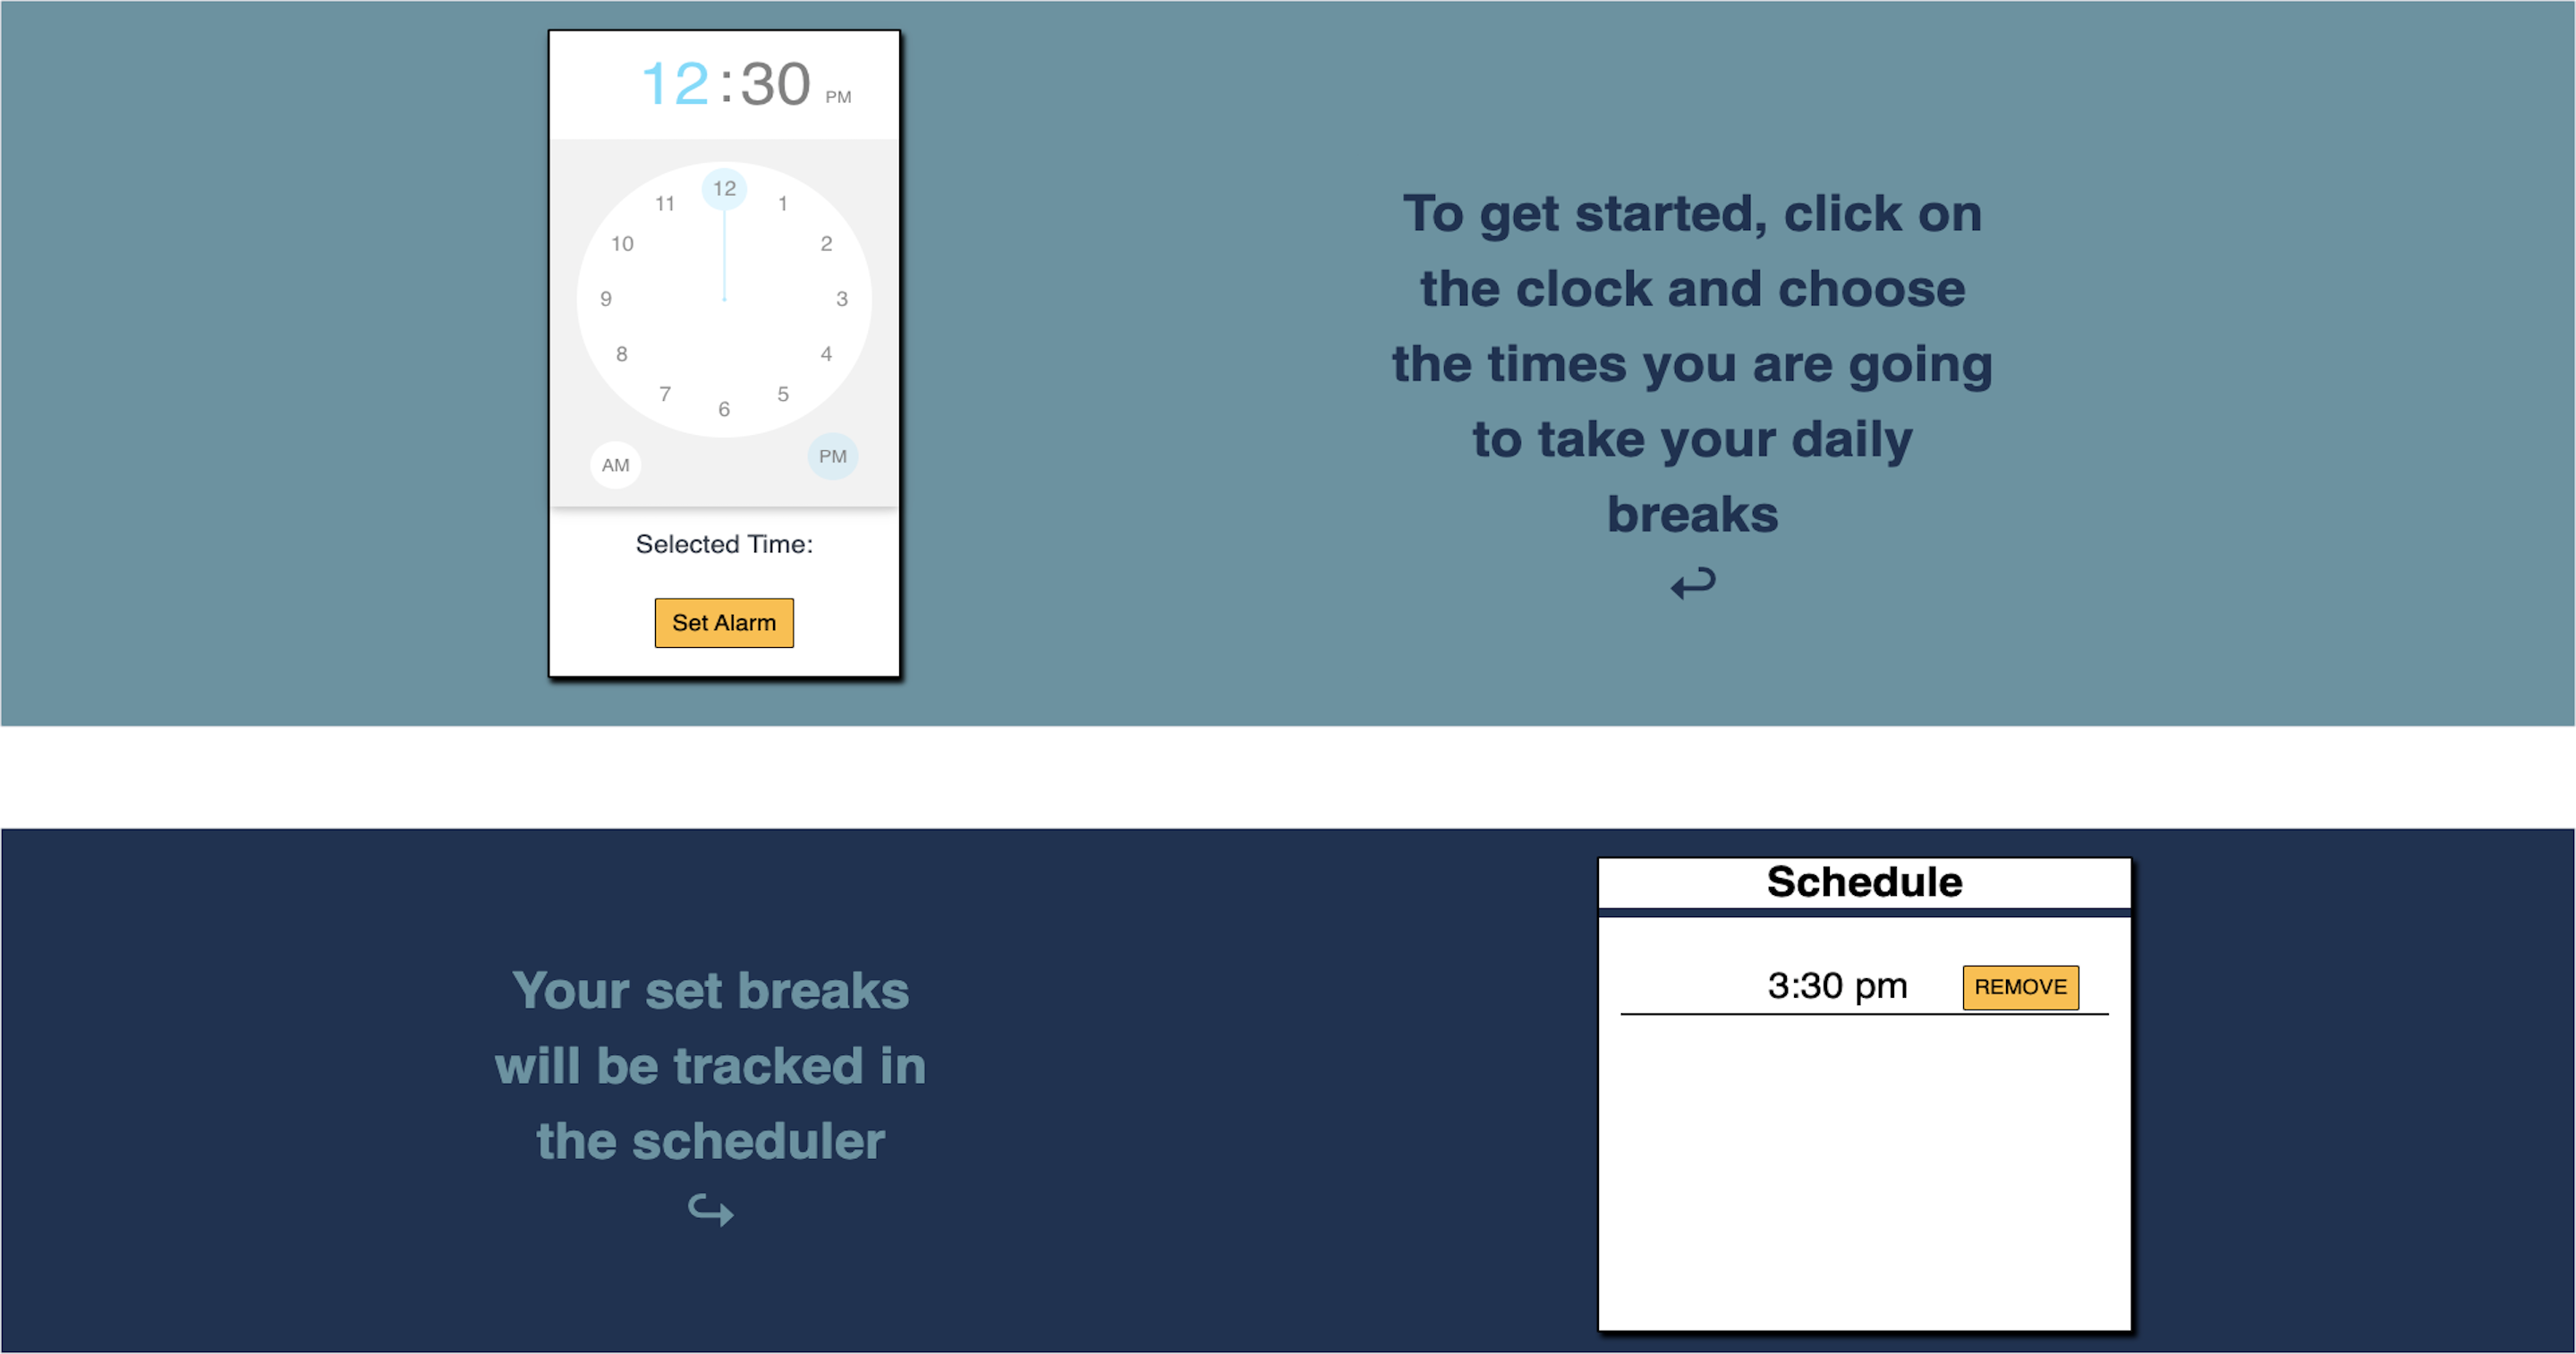 12:30 PM
12
11
1
10
2
9
3
8
4
7
5
6
AM
PM
Selected Time:
Set Alarm
To get started, click on
the clock and choose
the times you are going
to take your daily
breaks
Your set breaks
will be tracked in
the scheduler
Schedule
3:30 pm
REMOVE